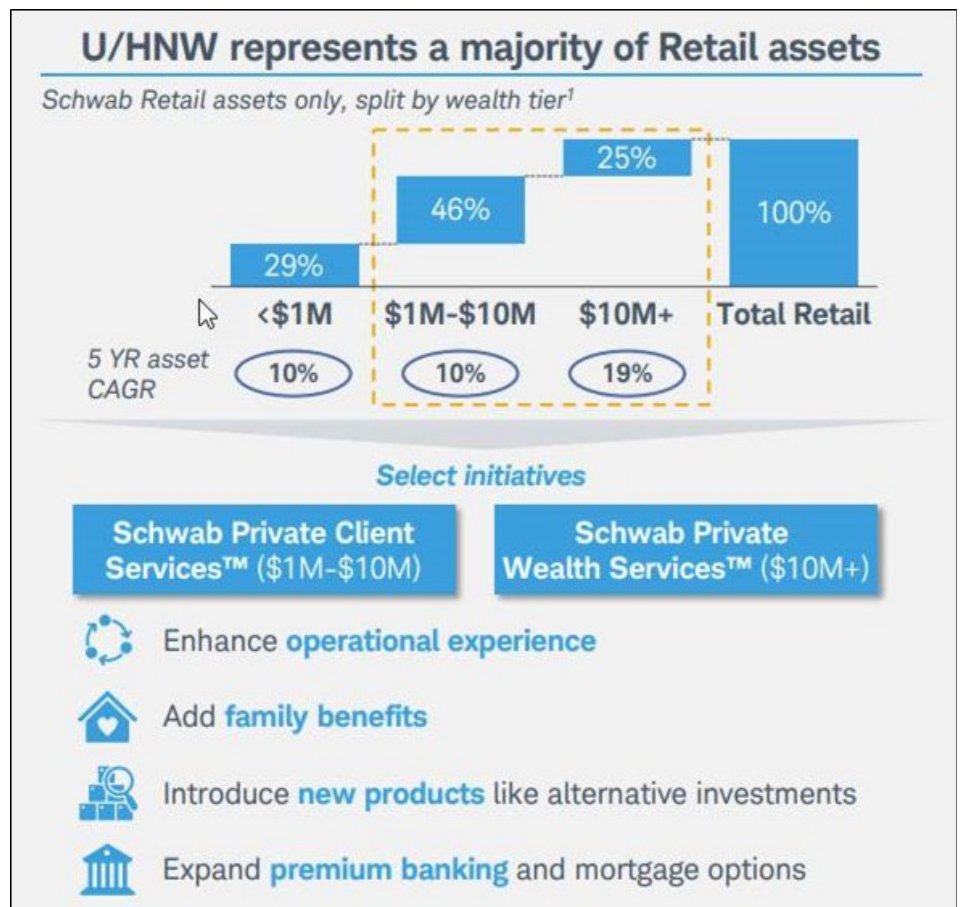 U/HNW represents a majority of Retail assets
Schwab Retail assets only, split by wealth tier¹
25%
46%
100%
29%
<$1M $1M-$10M $10M+ Total Retail
5 YR asset
CAGR
10% 10% 19%
Select initiatives
Schwab Private Client
Services™ ($1M-$10M)
Schwab Private
Wealth Services™ ($10M+)
Enhance operational experience
Add family benefits
Introduce new products like alternative investments
Expand premium banking and mortgage options